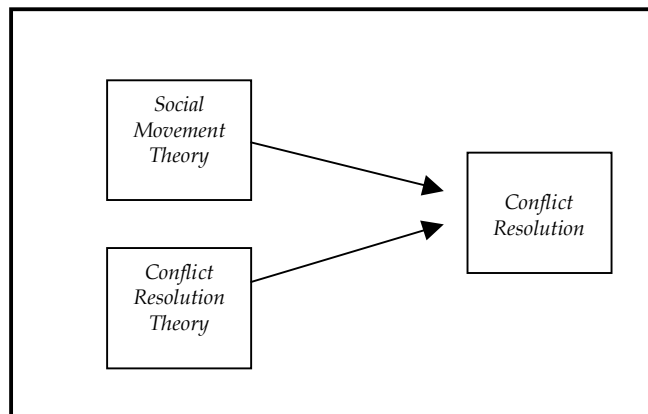 Social
Movement
Theory
Conflict
Resolution
Theory
Conflict
Resolution